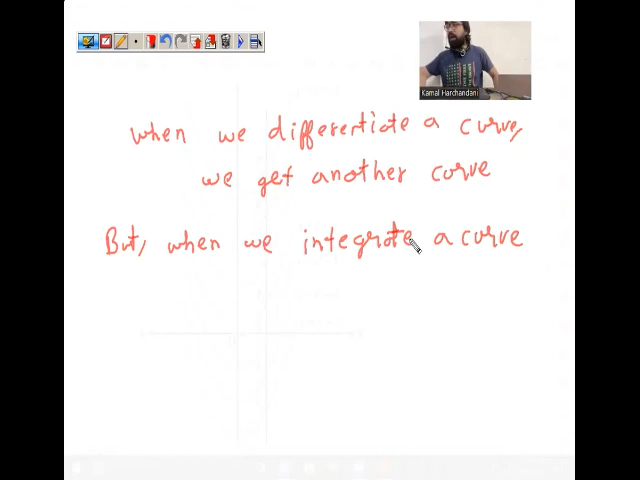 Kamal Harchandani
when we differentiate a curve,
we get another curve
But, when we integrate a curve